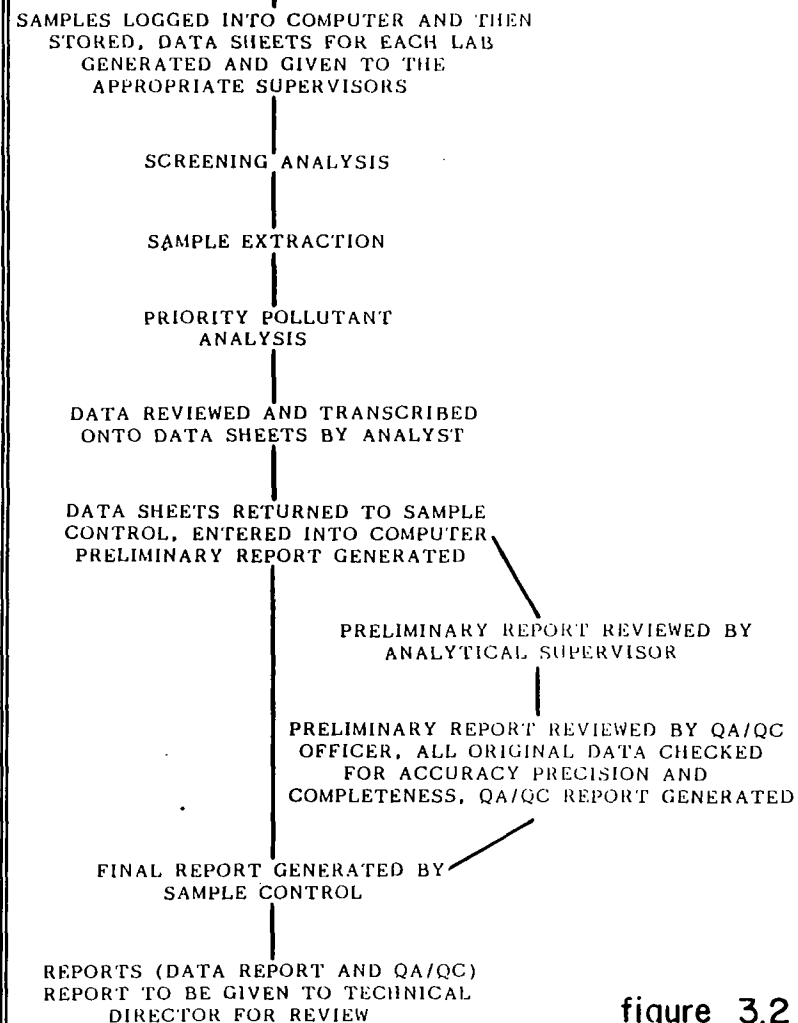 SAMPLES LOGGED INTO COMPUTER AND THEN
STORED, DATA SHEETS FOR EACH LAB
GENERATED AND GIVEN TO THE
APPROPRIATE SUPERVISORS
SCREENING ANALYSIS
SAMPLE EXTRACTION
PRIORITY POLLUTANT
ANALYSIS
DATA REVIEWED AND TRANSCRIBED
ONTO DATA SHEETS BY ANALYST
DATA SHEETS RETURNED TO SAMPLE
CONTROL, ENTERED INTO COMPUTER
PRELIMINARY REPORT GENERATED
PRELIMINARY REPORT REVIEWED BY
ANALYTICAL SUPERVISOR
PRELIMINARY REPORT REVIEWED BY QA/QC
OFFICER, ALL ORIGINAL DATA CHECKED
FOR ACCURACY PRECISION AND
COMPLETENESS, QA/QC REPORT GENERATED
FINAL REPORT GENERATED BY
SAMPLE CONTROL
REPORTS (DATA REPORT AND QA/QC)
REPORT TO BE GIVEN TO TECHNICAL
DIRECTOR FOR REVIEW
figure 3.2